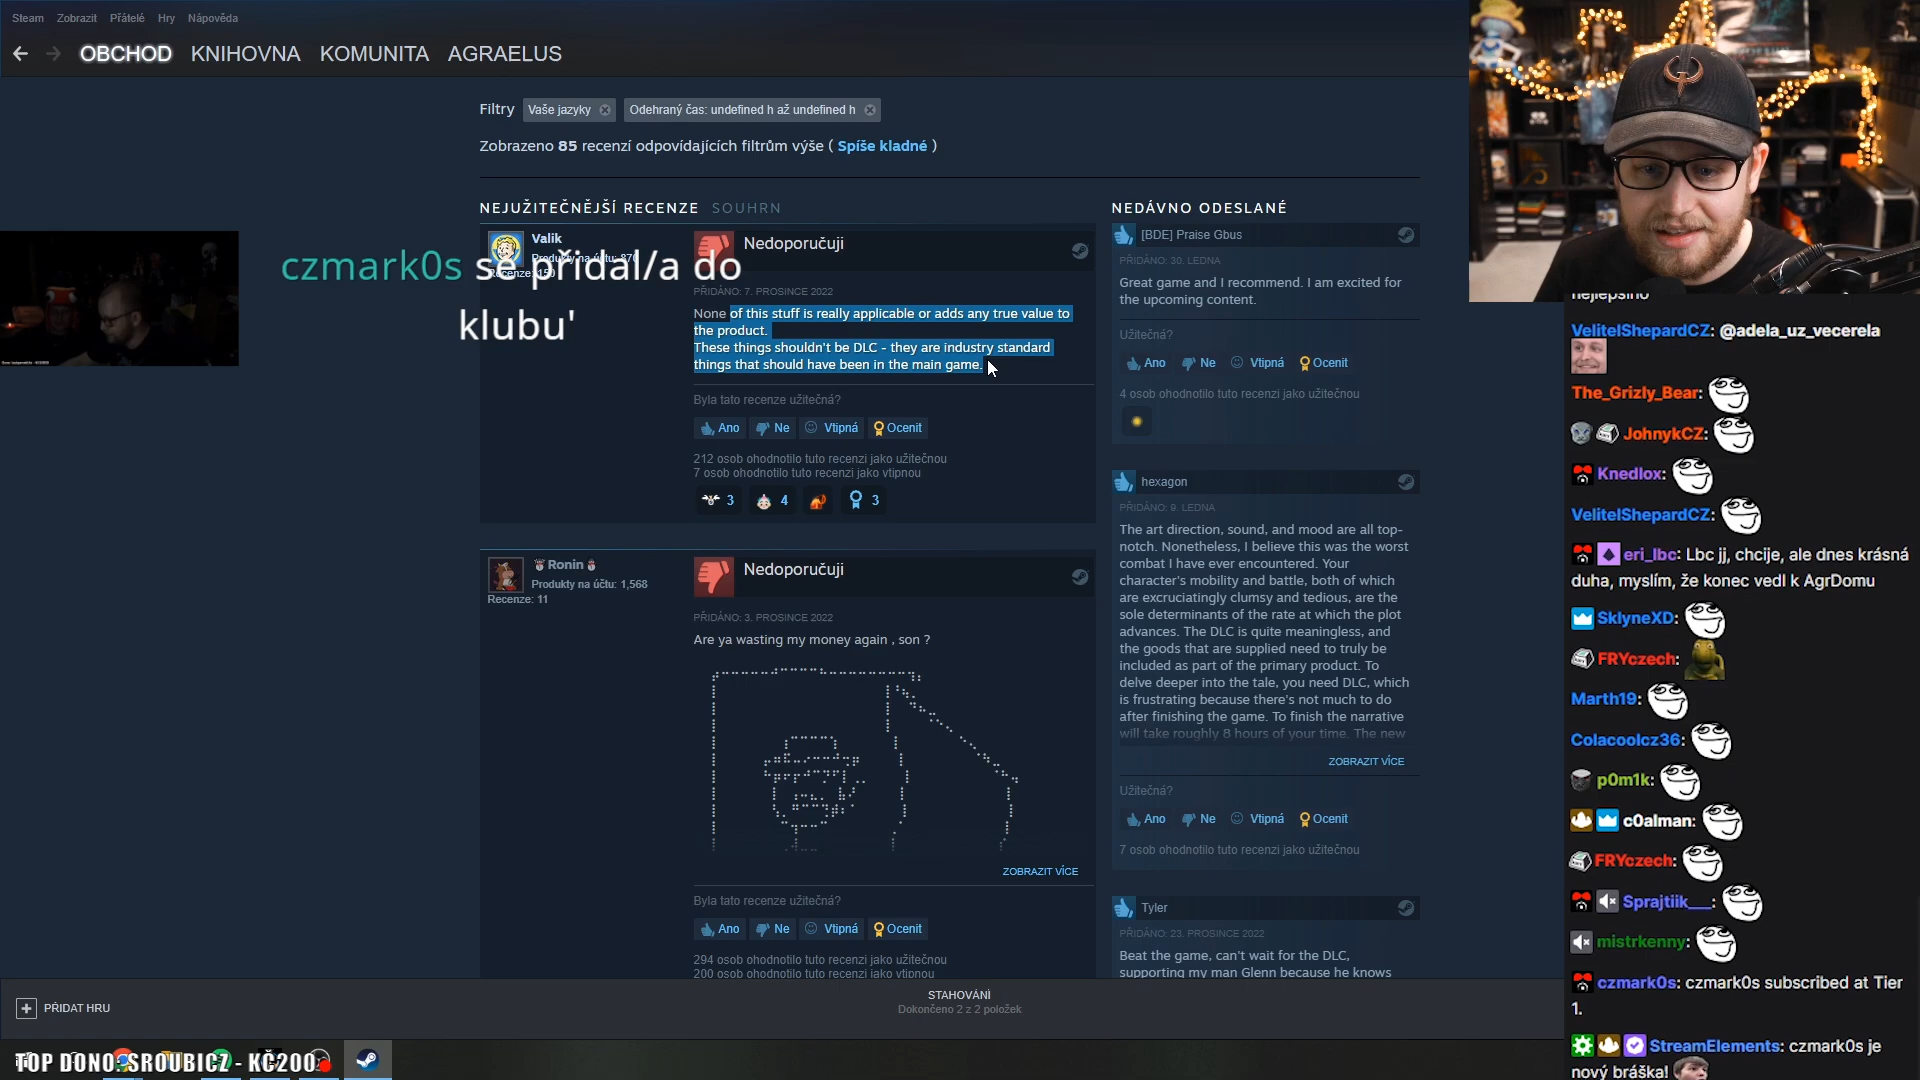 Steam Zobrazit Přátelé Hry Nápověda
OBCHOD KNIHOVNA KOMUNITA AGRAELUS
Filtry Vaše jazyky Odehraný čas: undefined h až undefined h
Zobrazeno 85 recenzí odpovídajících filtrům výše ( Spíše kladné )
NEJUŽITEČNĚJŠÍ RECENZE SOUHRN
Valik
Produkty na účtu: 870
czmark0s se přidal/a do
klubu'
Nedoporučuji
PŘIDÁNO: 7. PROSINCE 2022
None of this stuff is really applicable or adds any true value to
the product.
These things shouldn't be DLC - they are industry standard
things that should have been in the main game.
Byla tato recenze užitečná?
Ano Ne Vtipná Ocenit
212 osob ohodnotilo tuto recenzi jako užitečnou
7 osob ohodnotilo tuto recenzi jako vtipnou
3 4 3
Ronin
Produkty na účtu: 1,568
Recenze: 11
Nedoporučuji
PŘIDÁNO: 3. PROSINCE 2022
Are ya wasting my money again , son ?
ZOBRAZIT VÍCE
Byla tato recenze užitečná?
Ano Ne Vtipná Ocenit
294 osob ohodnotilo tuto recenzi jako užitečnou
200 osob ohodnotilo tuto recenzi jako vtipnou
NEDÁVNO ODESLANÉ
[BDE] Praise Gbus
PŘIDÁNO: 30. LEDNA
Great game and I recommend. I am excited for
the upcoming content.
Užitečná?
Ano Ne Vtipná Ocenit
4 osob ohodnotilo tuto recenzi jako užitečnou
hexagon
PŘIDÁNO: 9. LEDNA
The art direction, sound, and mood are all top-
notch. Nonetheless, I believe this was the worst
combat I have ever encountered. Your
character's mobility and battle, both of which
are excruciatingly clumsy and tedious, are the
sole determinants of the rate at which the plot
advances. The DLC is quite meaningless, and
the goods that are supplied need to truly be
included as part of the primary product. To
delve deeper into the tale, you need DLC, which
is frustrating because there's not much to do
after finishing the game. To finish the narrative
will take roughly 8 hours of your time. The new
ZOBRAZIT VÍCE
Užitečná?
Ano Ne Vtipná Ocenit
7 osob ohodnotilo tuto recenzi jako užitečnou
Tyler
PŘIDÁNO: 23. PROSINCE 2022
Beat the game, can't wait for the DLC,
supporting my man Glenn because he knows
PŘIDAT HRU
STAHOVÁNÍ
Dokončeno 2 z 2 položek
TOP DONO: SROUBICZ - KČ200
nejlepsiho
VelitelShepardCZ: @adela_uz_vecerela
The_Grizly_Bear:
JohnykCZ:
Knedlox:
VelitelShepardCZ:
eri_lbc: Lbc jj, chcije, ale dnes krásná
duha, myslím, že konec vedl k AgrDomu
SklyneXD:
FRYczech:
Marth19:
Colacoolcz36:
p0m1k:
c0alman:
FRYczech:
Sprajtiik___:
mistrkenny:
czmark0s: czmark0s subscribed at Tier
1.
StreamElements: czmark0s je
nový bráška!